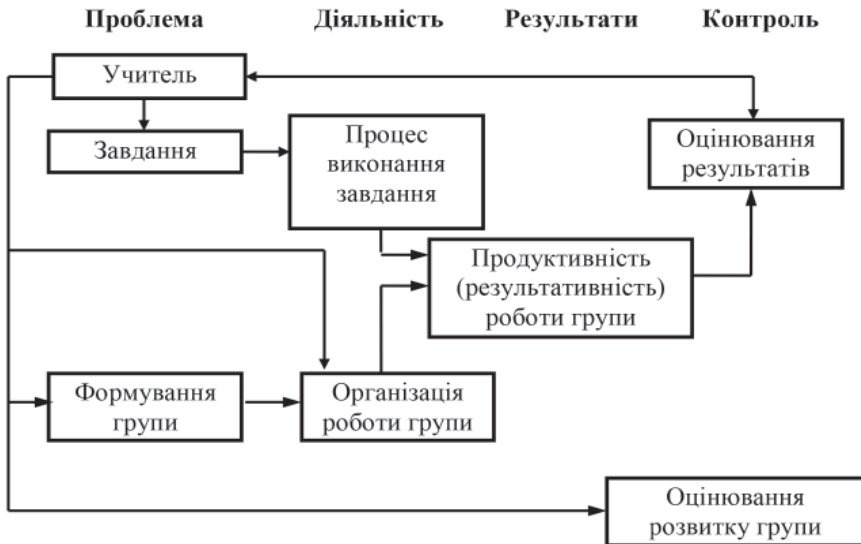 Проблема Діяльність Результати Контроль
Учитель
Завдання
Процес
виконання
завдання
Оцінювання
результатів
Продуктивність
(результативність)
роботи групи
Формування
групи
Організація
роботи групи
Оцінювання
розвитку групи